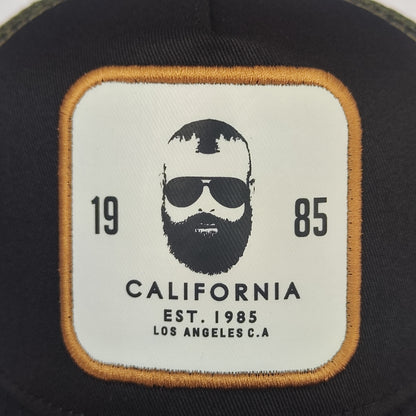 19 85
CALIFORNIA
EST. 1985
LOS ANGELES C.A